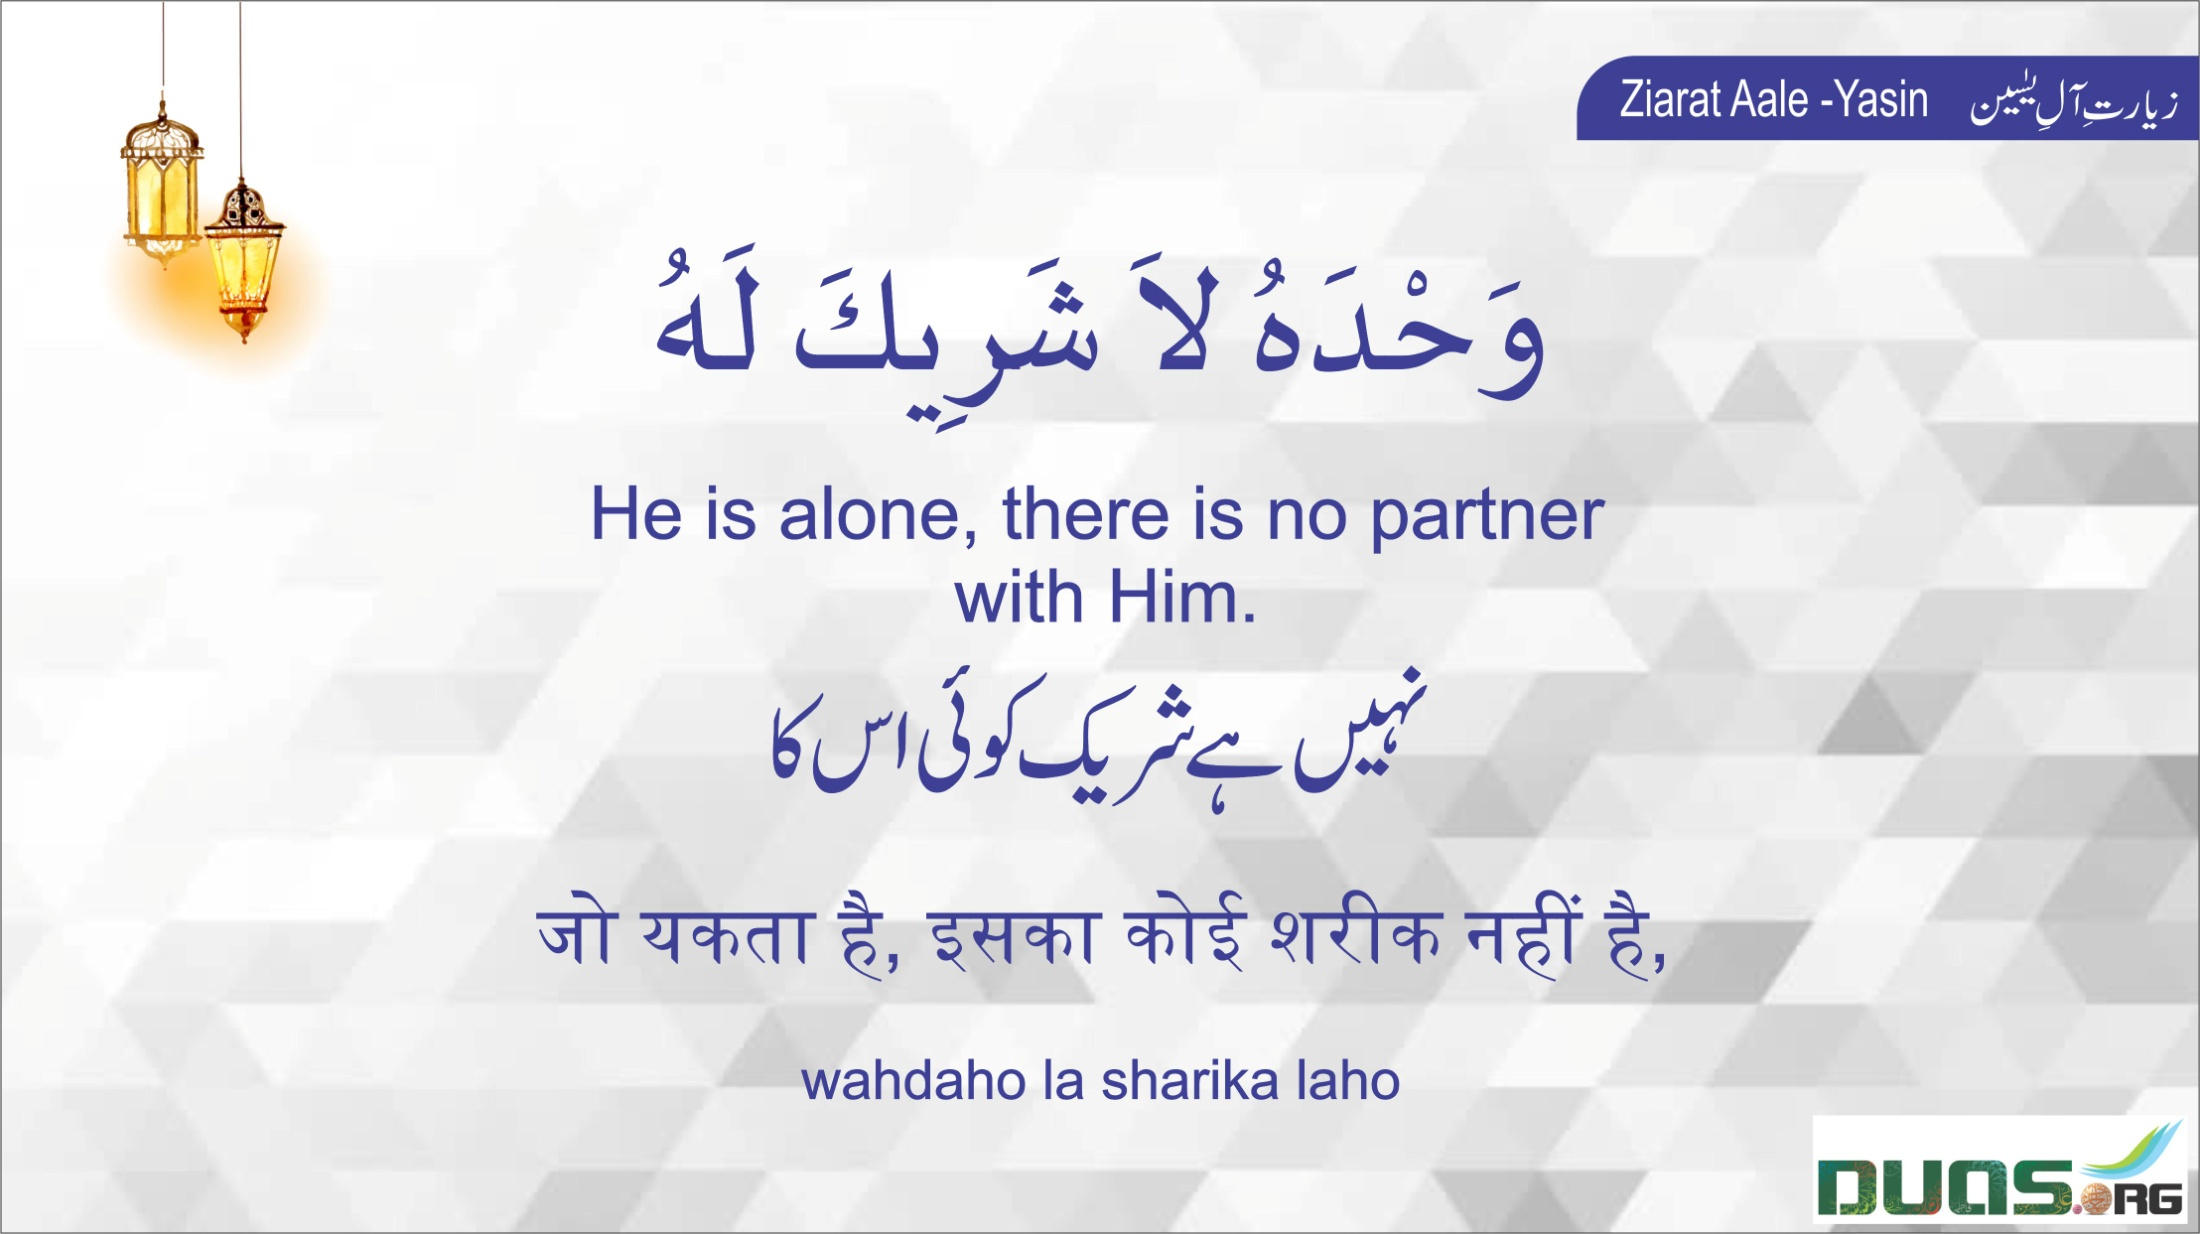 Ziarat Aale -Yasin زیارتِ آلِ یٰسین
وَحْدَهُ لاَ شَرِيكَ لَهُ
He is alone, there is no partner
with Him.
نہیں ہے شریک کوئی اس کا
जो यकता है, इसका कोई शरीक नहीं है,
wahdaho la sharika laho
DUAS.ORG